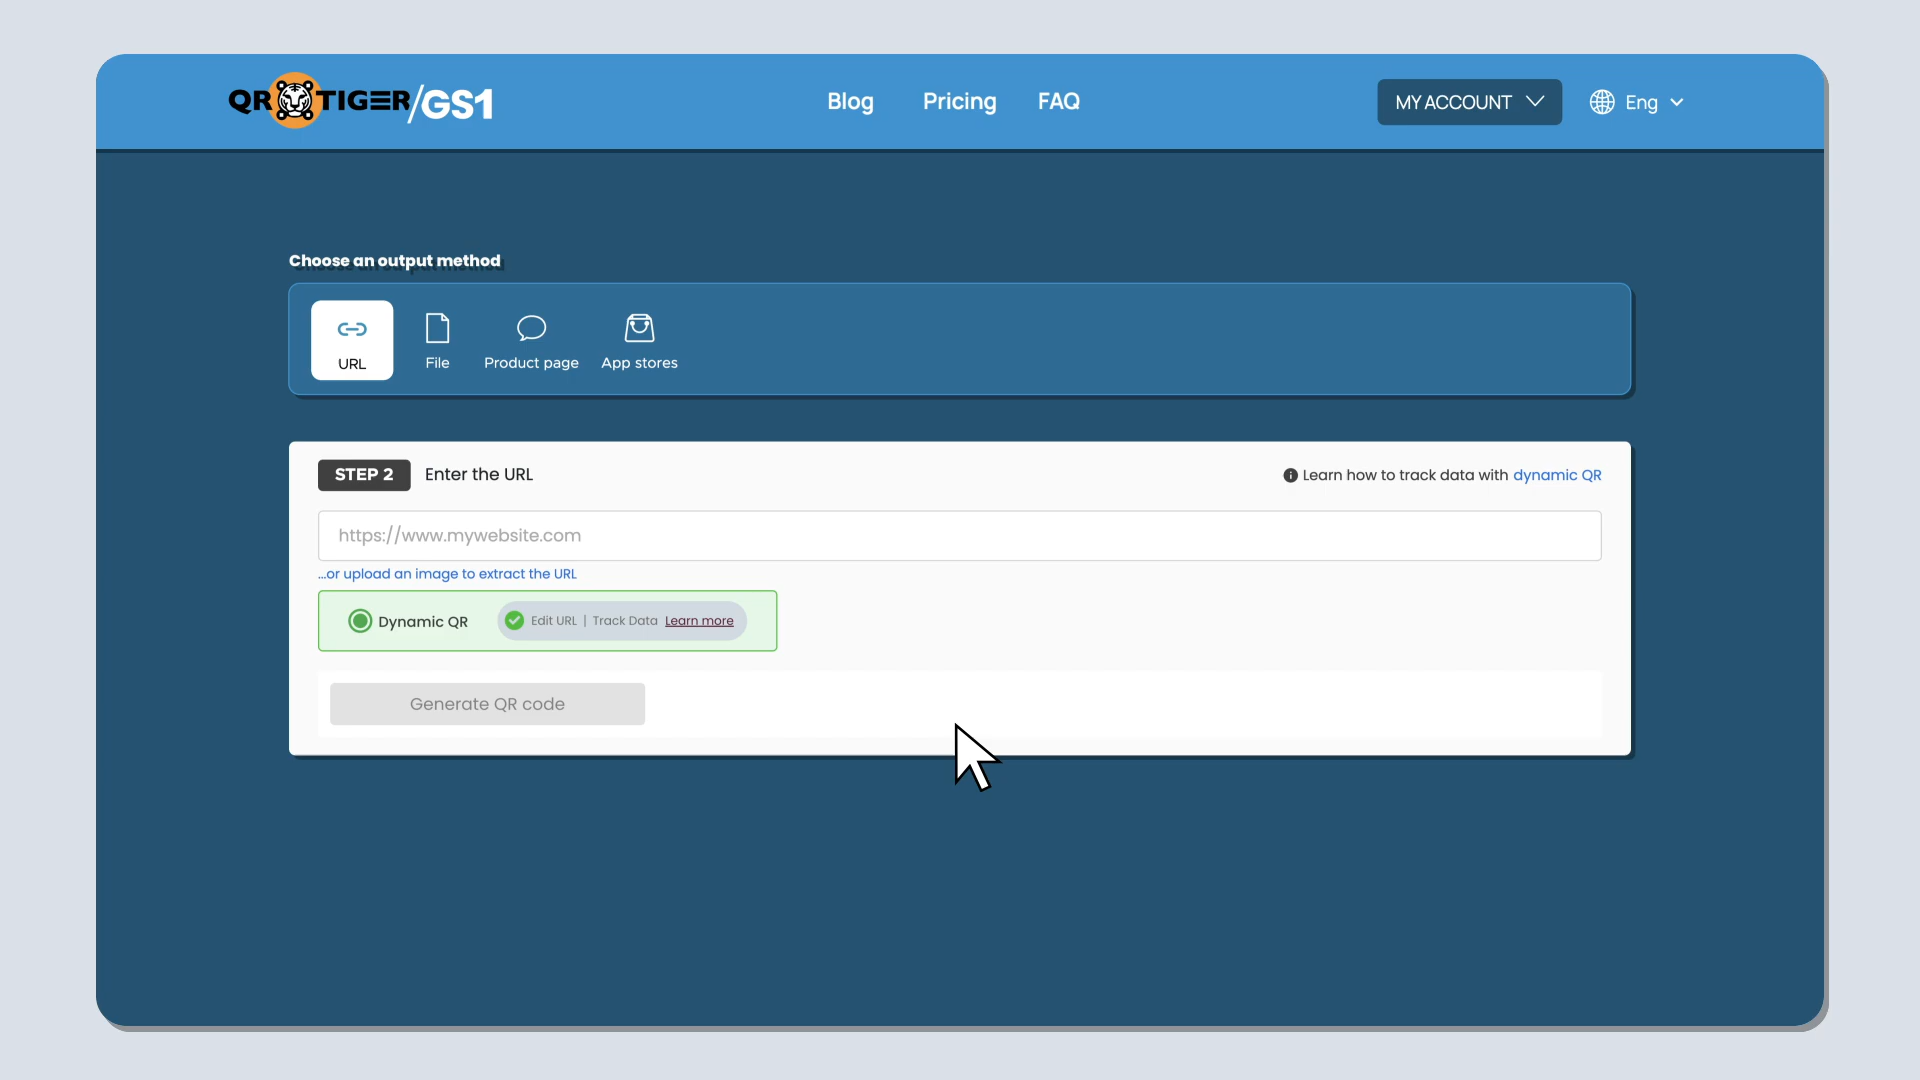 QR TIGER/GS1
Blog
Pricing
FAQ
MY ACCOUNT
Eng
Choose an output method
URL
File
Product page
App stores
STEP 2
Enter the URL
Learn how to track data with dynamic QR
https://www.mywebsite.com
...or upload an image to extract the URL
Dynamic QR
Edit URL | Track Data Learn more
Generate QR code